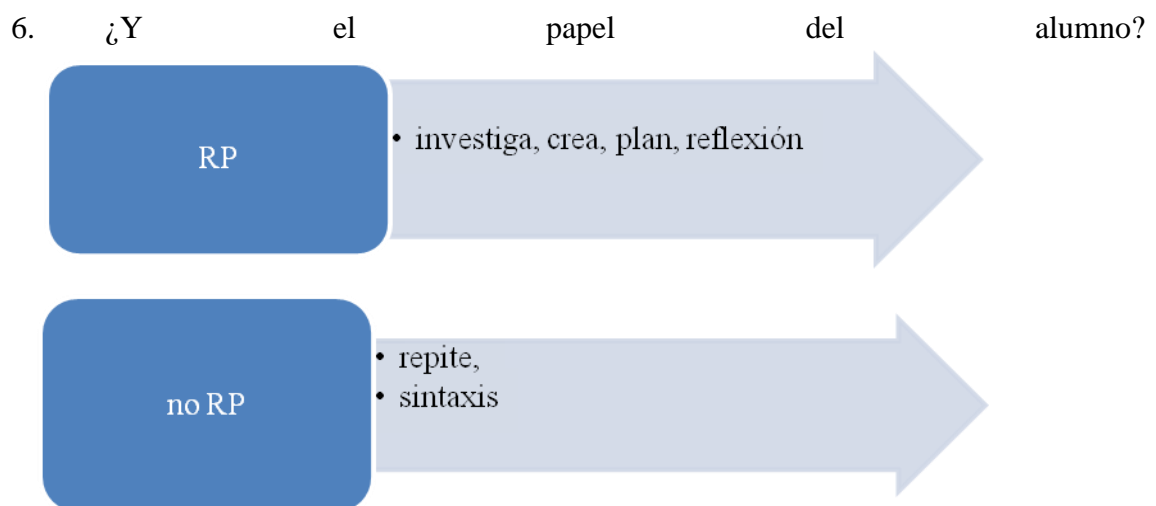 6. ¿Y el papel del alumno?
RP
• investiga, crea, plan, reflexión
no RP
• repite,
• sintaxis